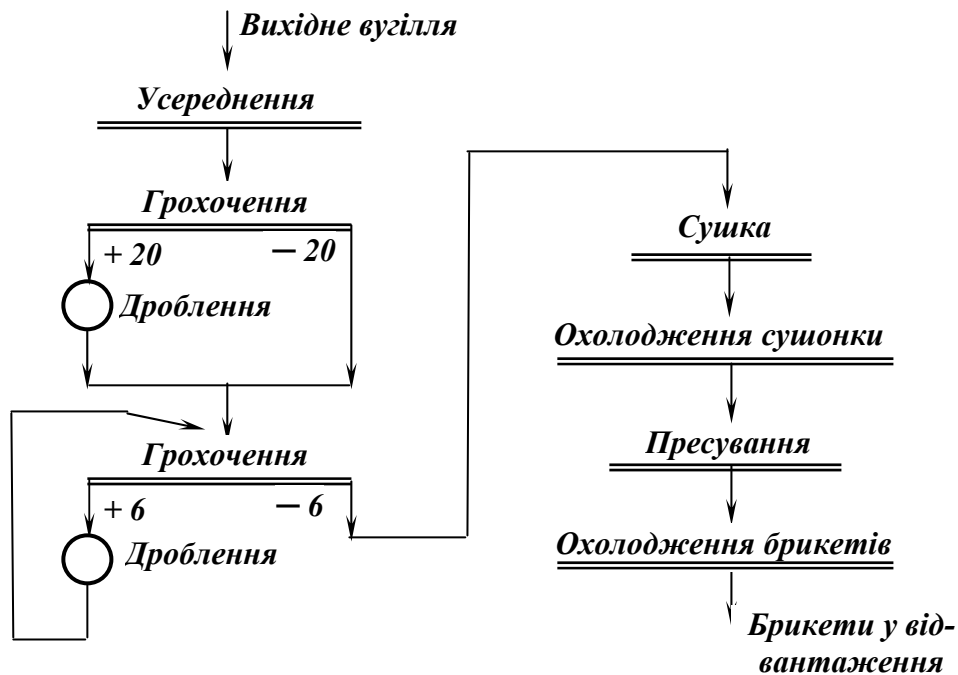 Вихідне вугілля
Усереднення
Грохочення
+ 20
— 20
Дроблення
Грохочення
+ 6
— 6
Дроблення
Сушка
Охолодження сушонки
Пресування
Охолодження брикетів
Брикети у від-
вантаження